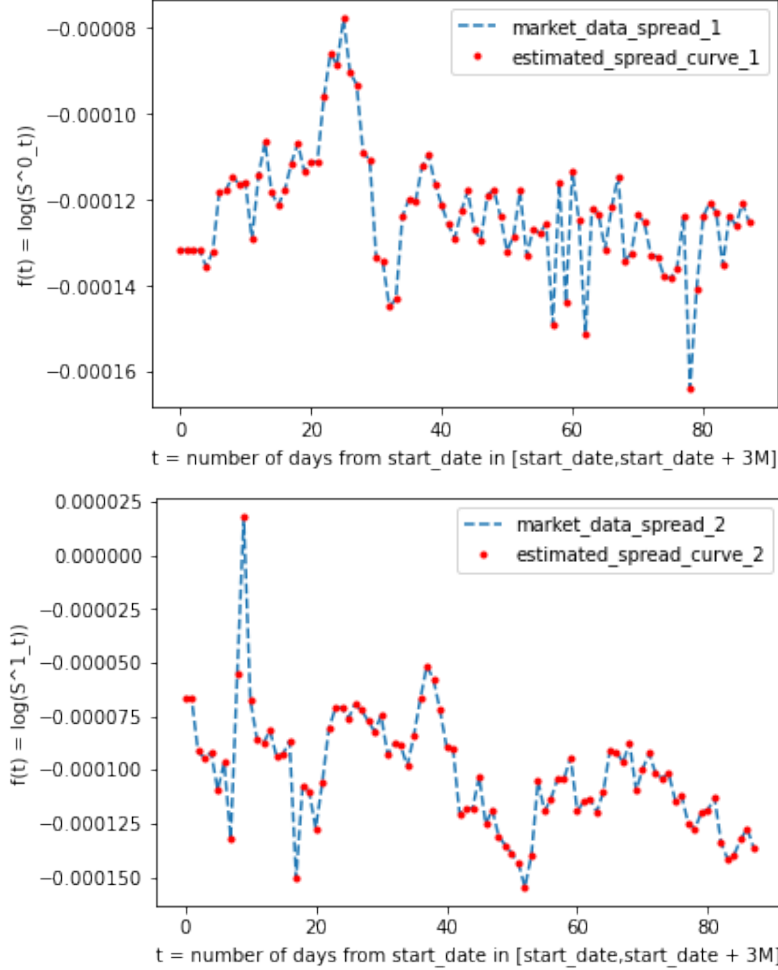 −0.00008
−0.00010
−0.00012
−0.00014
−0.00016
f(t) = log(S^0_t))
market_data_spread_1
estimated_spread_curve_1
0 20 40 60 80
t = number of days from start_date in [start_date,start_date + 3M]
0.000025
0.000000
−0.000025
−0.000050
−0.000075
−0.000100
−0.000125
−0.000150
f(t) = log(S^1_t))
market_data_spread_2
estimated_spread_curve_2
0 20 40 60 80
t = number of days from start_date in [start_date,start_date + 3M]